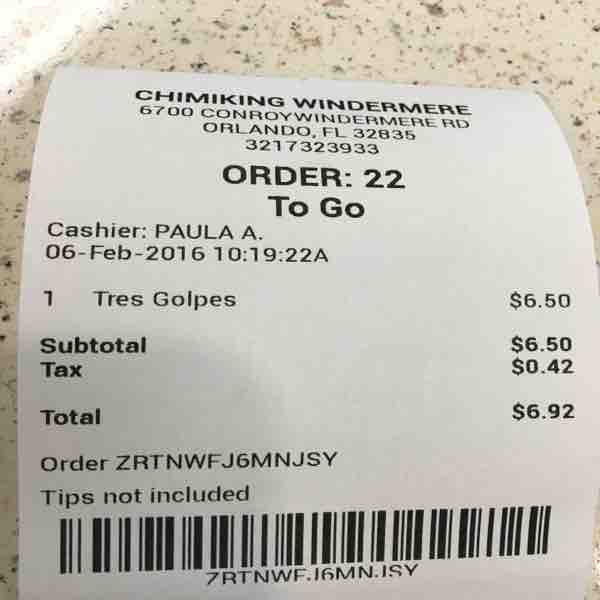 CHIMIKING WINDERMERE
6700 CONROYWINDERMERE RD
ORLANDO, FL 32835
3217323933
ORDER: 22
To Go
Cashier: PAULA A.
06-Feb-2016 10:19:22A
1 Tres Golpes $6.50
Subtotal $6.50
Tax $0.42
Total $6.92
Order ZRTNWFJ6MNJSY
Tips not included
ZRTNWFJ6MNJSY